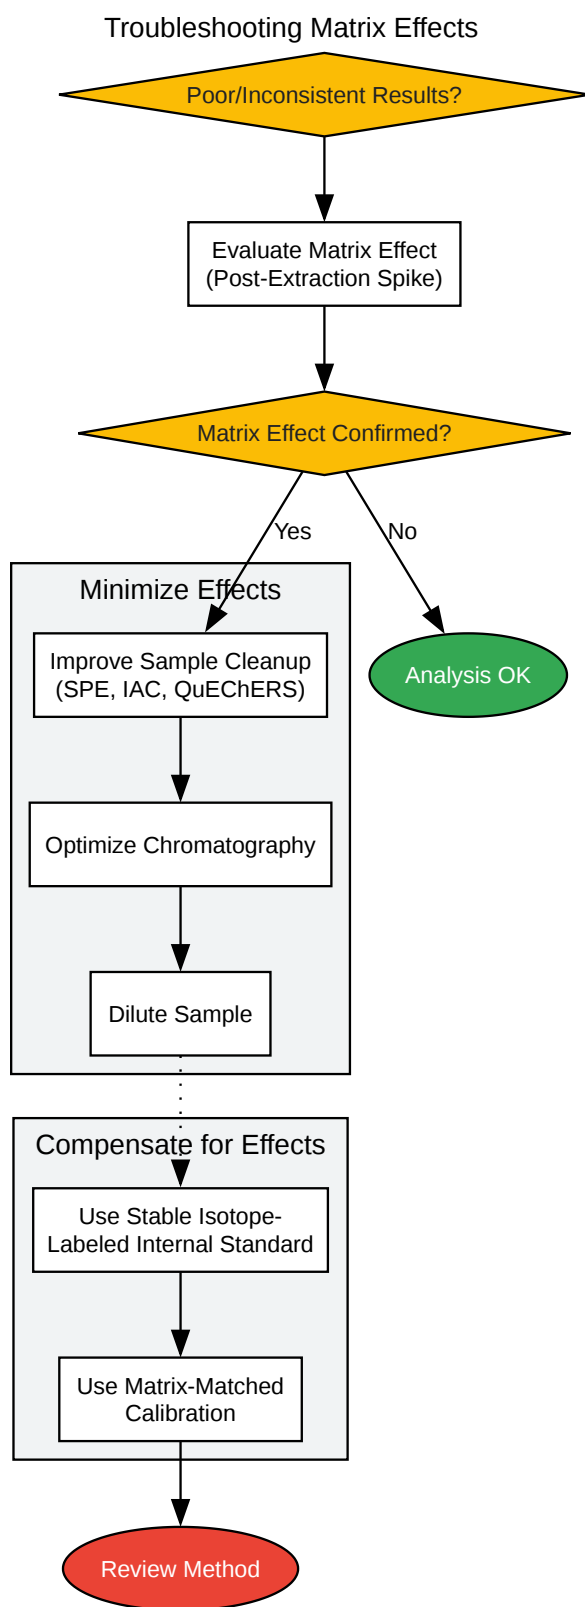 Troubleshooting Matrix Effects
Poor/Inconsistent Results?
Evaluate Matrix Effect
(Post-Extraction Spike)
Matrix Effect Confirmed?
Yes
No
Minimize Effects
Improve Sample Cleanup
(SPE, IAC, QuEChERS)
Analysis OK
Optimize Chromatography
Dilute Sample
Compensate for Effects
Use Stable Isotope-
Labeled Internal Standard
Use Matrix-Matched
Calibration
Review Method